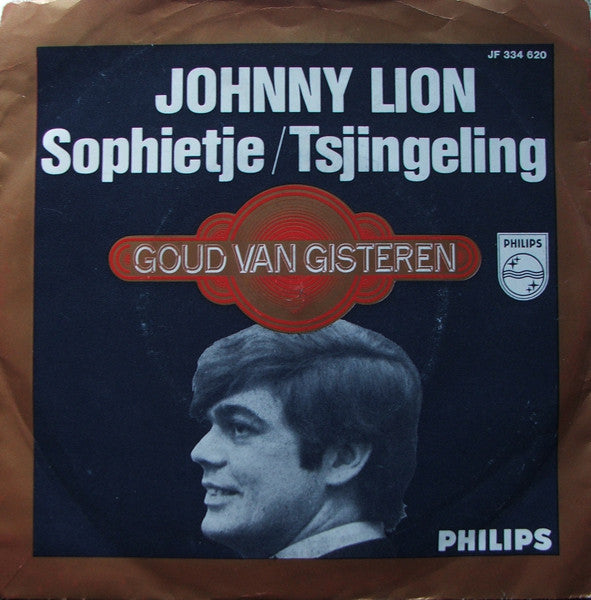 JF 334 620
JOHNNY LION
Sophietje / Tsjingeling
GOUD VAN GISTEREN
PHILIPS
PHILIPS